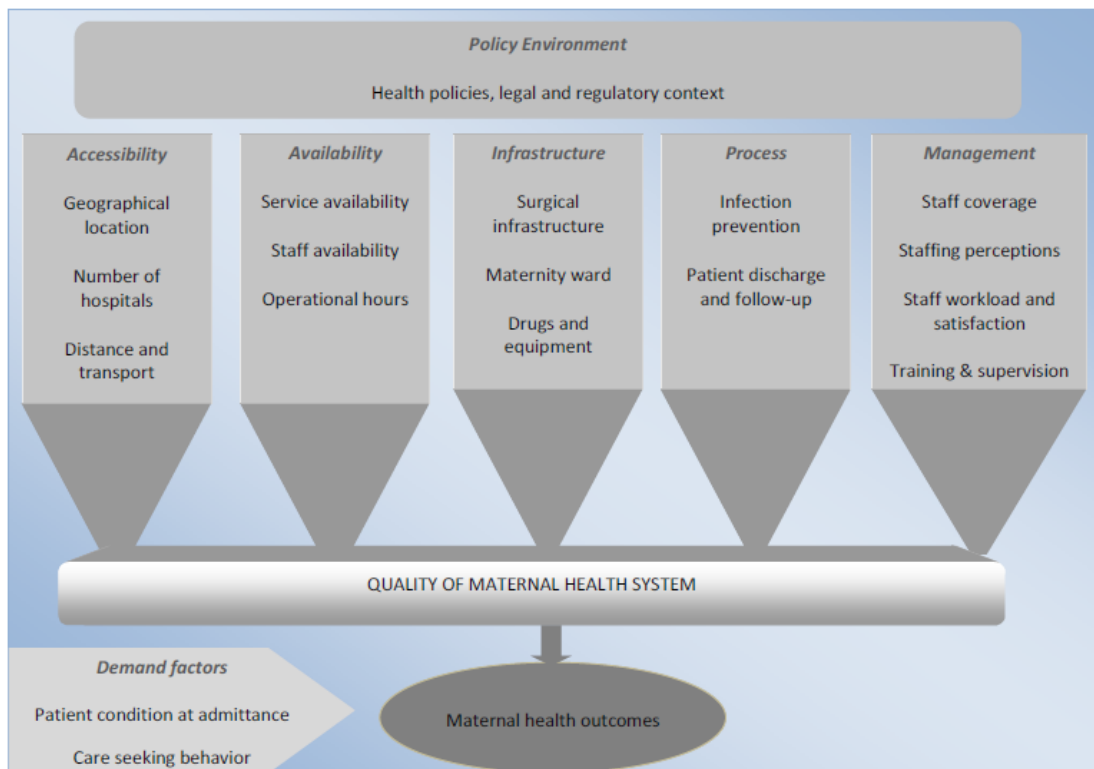 Policy Environment
Health policies, legal and regulatory context
Accessibility
Geographical
location
Number of
hospitals
Distance and
transport
Availability
Service availability
Staff availability
Operational hours
Infrastructure
Surgical
infrastructure
Maternity ward
Drugs and
equipment
Process
Infection
prevention
Patient discharge
and follow-up
Management
Staff coverage
Staffing perceptions
Staff workload and
satisfaction
Training & supervision
QUALITY OF MATERNAL HEALTH SYSTEM
Demand factors
Patient condition at admittance
Care seeking behavior
Maternal health outcomes